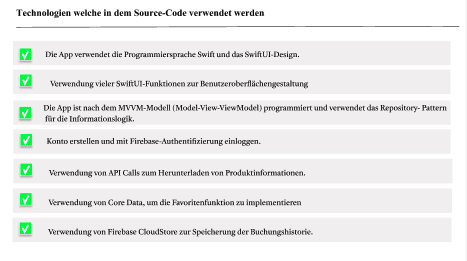 Technologien welche in dem Source-Code verwendet werden
Die App verwendet die Programmiersprache Swift und das SwiftUI-Design.
Verwendung vieler SwiftUI-Funktionen zur Benutzeroberflächengestaltung
Die App ist nach dem MVVM-Modell (Model-View-ViewModel) programmiert und verwendet das Repository- Pattern
für die Informationslogik.
Konto erstellen und mit Firebase-Authentifizierung einloggen.
Verwendung von API Calls zum Herunterladen von Produktinformationen.
Verwendung von Core Data, um die Favoritenfunktion zu implementieren
Verwendung von Firebase CloudStore zur Speicherung der Buchungshistorie.